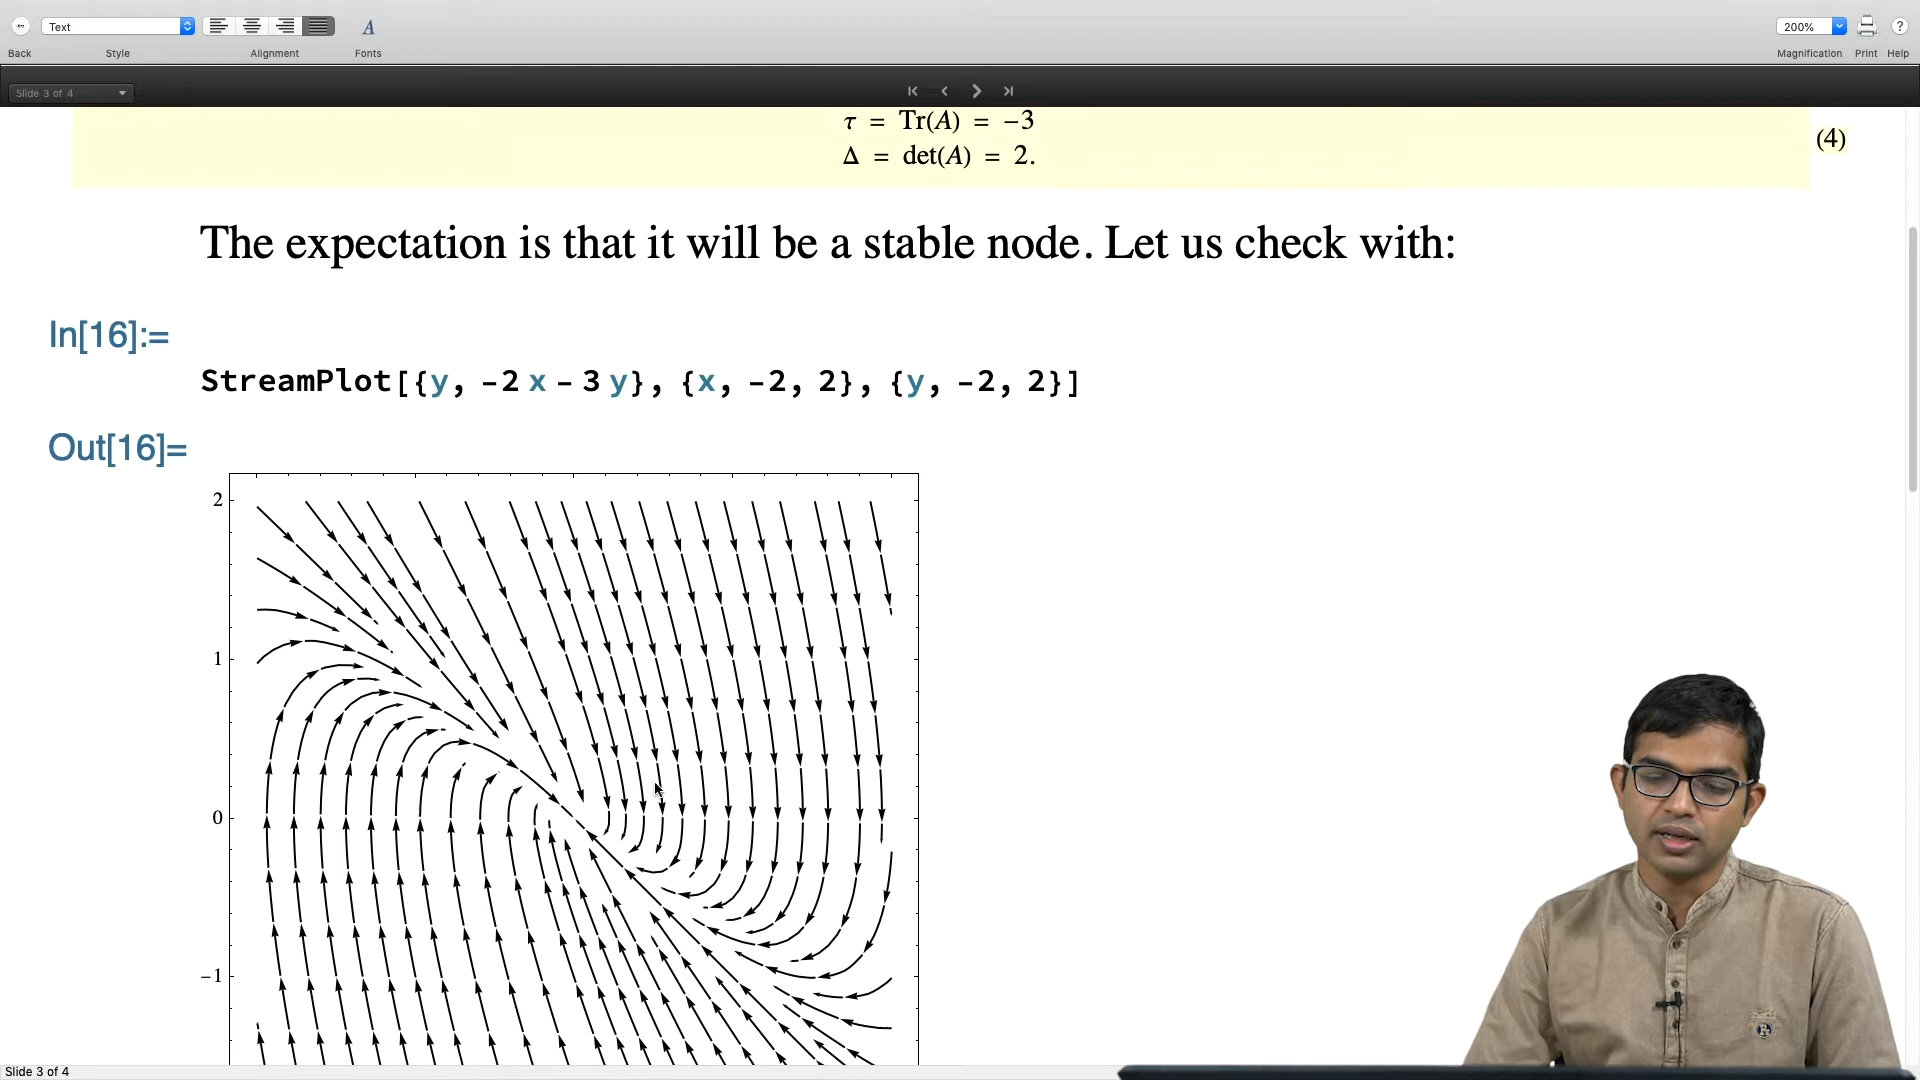 Text
200%
Back
Style
Alignment
A
Fonts
Magnification
Print
?
Help
Slide 3 of 4
τ = Tr(A) = −3
Δ = det(A) = 2.
(4)
The expectation is that it will be a stable node. Let us check with:
In[16]:=
StreamPlot[{y, -2 x - 3 y}, {x, -2, 2}, {y, -2, 2}]
Out[16]=
2
1
0
−1
Slide 3 of 4